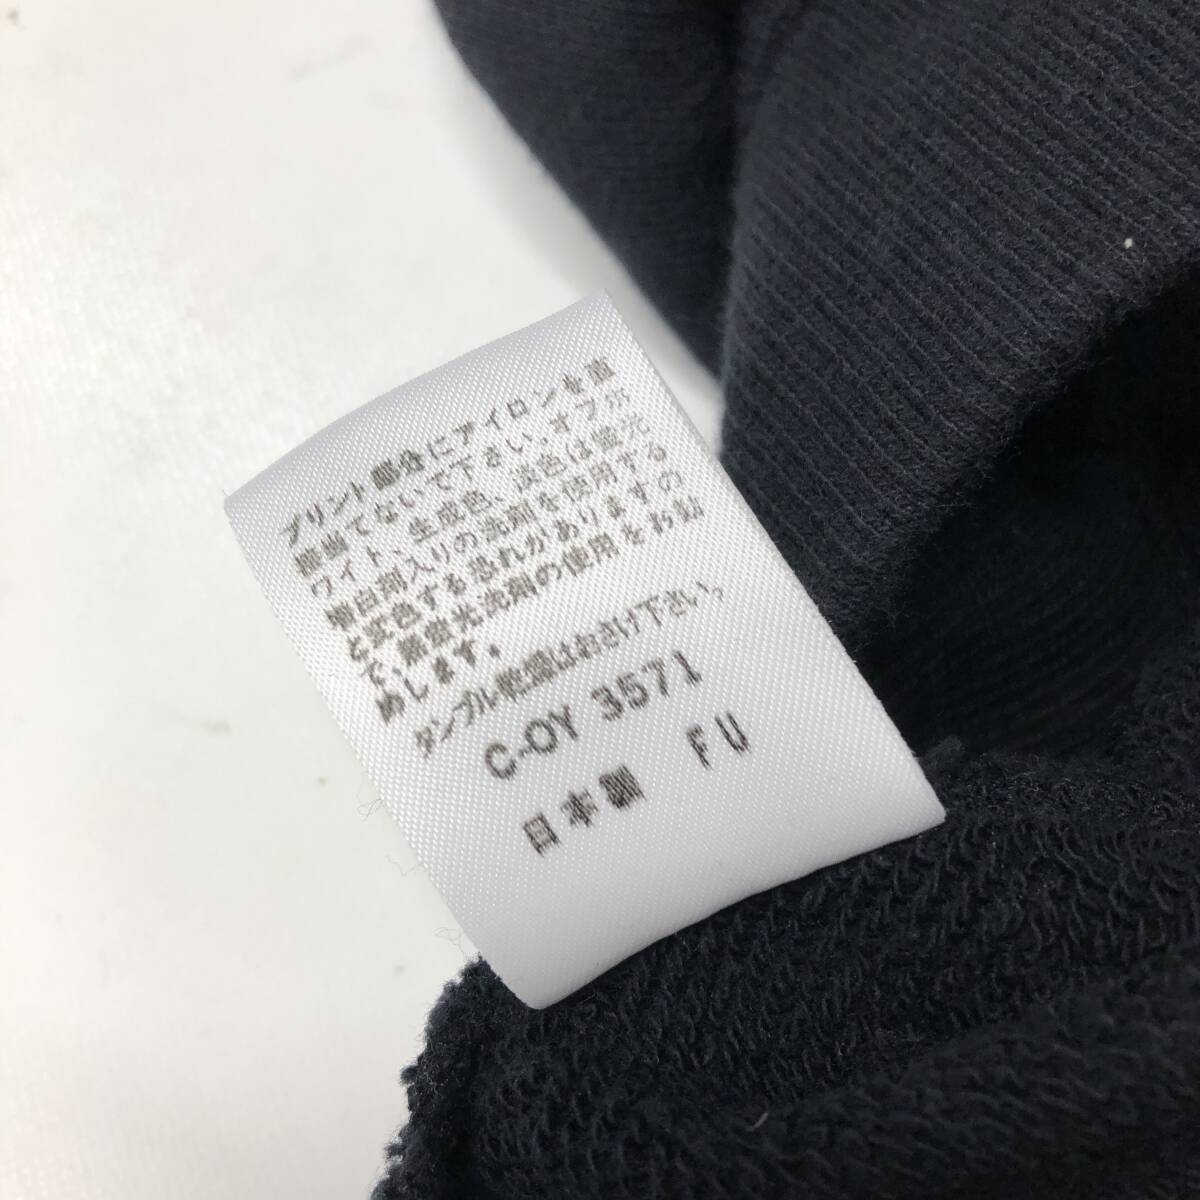 プリント部分にアイロンを直
接当てないで下さい。オフホ
ワイト、生成色、淡色は蛍光
増白剤入りの洗剤を使用する
と変色する恐れがありますの
で、無蛍光洗剤の使用をお勧
めします。
タンブル乾燥はおさけ下さい。
C-OY 3571
日本製 FU